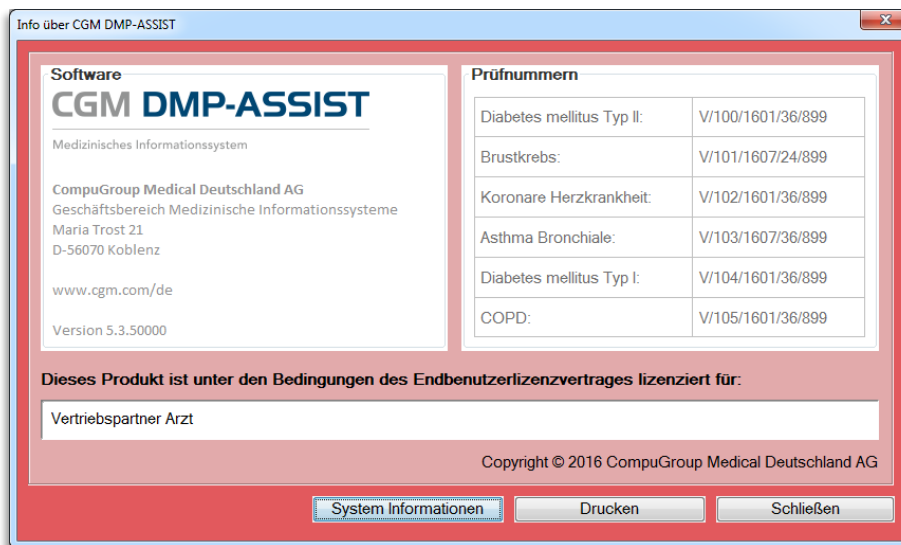 Info über CGM DMP-ASSIST
Software
CGM DMP-ASSIST
Medizinisches Informationssystem
CompuGroup Medical Deutschland AG
Geschäftsbereich Medizinische Informationssysteme
Maria Trost 21
D-56070 Koblenz
www.cgm.com/de
Version 5.3.50000
Prüfnummern
Diabetes mellitus Typ II: V/100/1601/36/899
Brustkrebs: V/101/1607/24/899
Koronare Herzkrankheit: V/102/1601/36/899
Asthma Bronchiale: V/103/1607/36/899
Diabetes mellitus Typ I: V/104/1601/36/899
COPD: V/105/1601/36/899
Dieses Produkt ist unter den Bedingungen des Endbenutzerlizenzvertrages lizenziert für:
Vertriebspartner Arzt
Copyright © 2016 CompuGroup Medical Deutschland AG
System Informationen Drucken Schließen